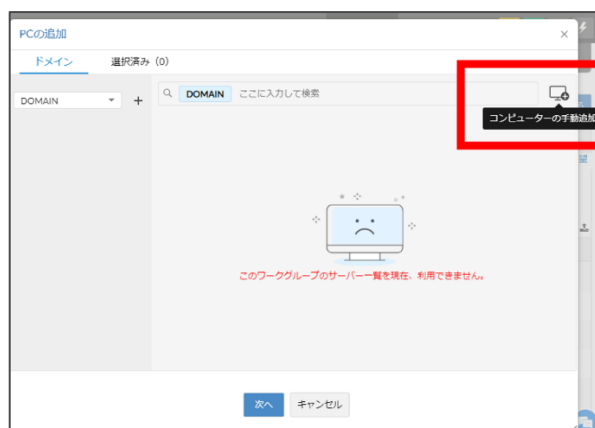 PCの追加
ドメイン 選択済み (0)
DOMAIN
DOMAIN ここに入力して検索
コンピューターの手動追加
このワークグループのサーバー一覧を現在、利用できません。
次へ キャンセル